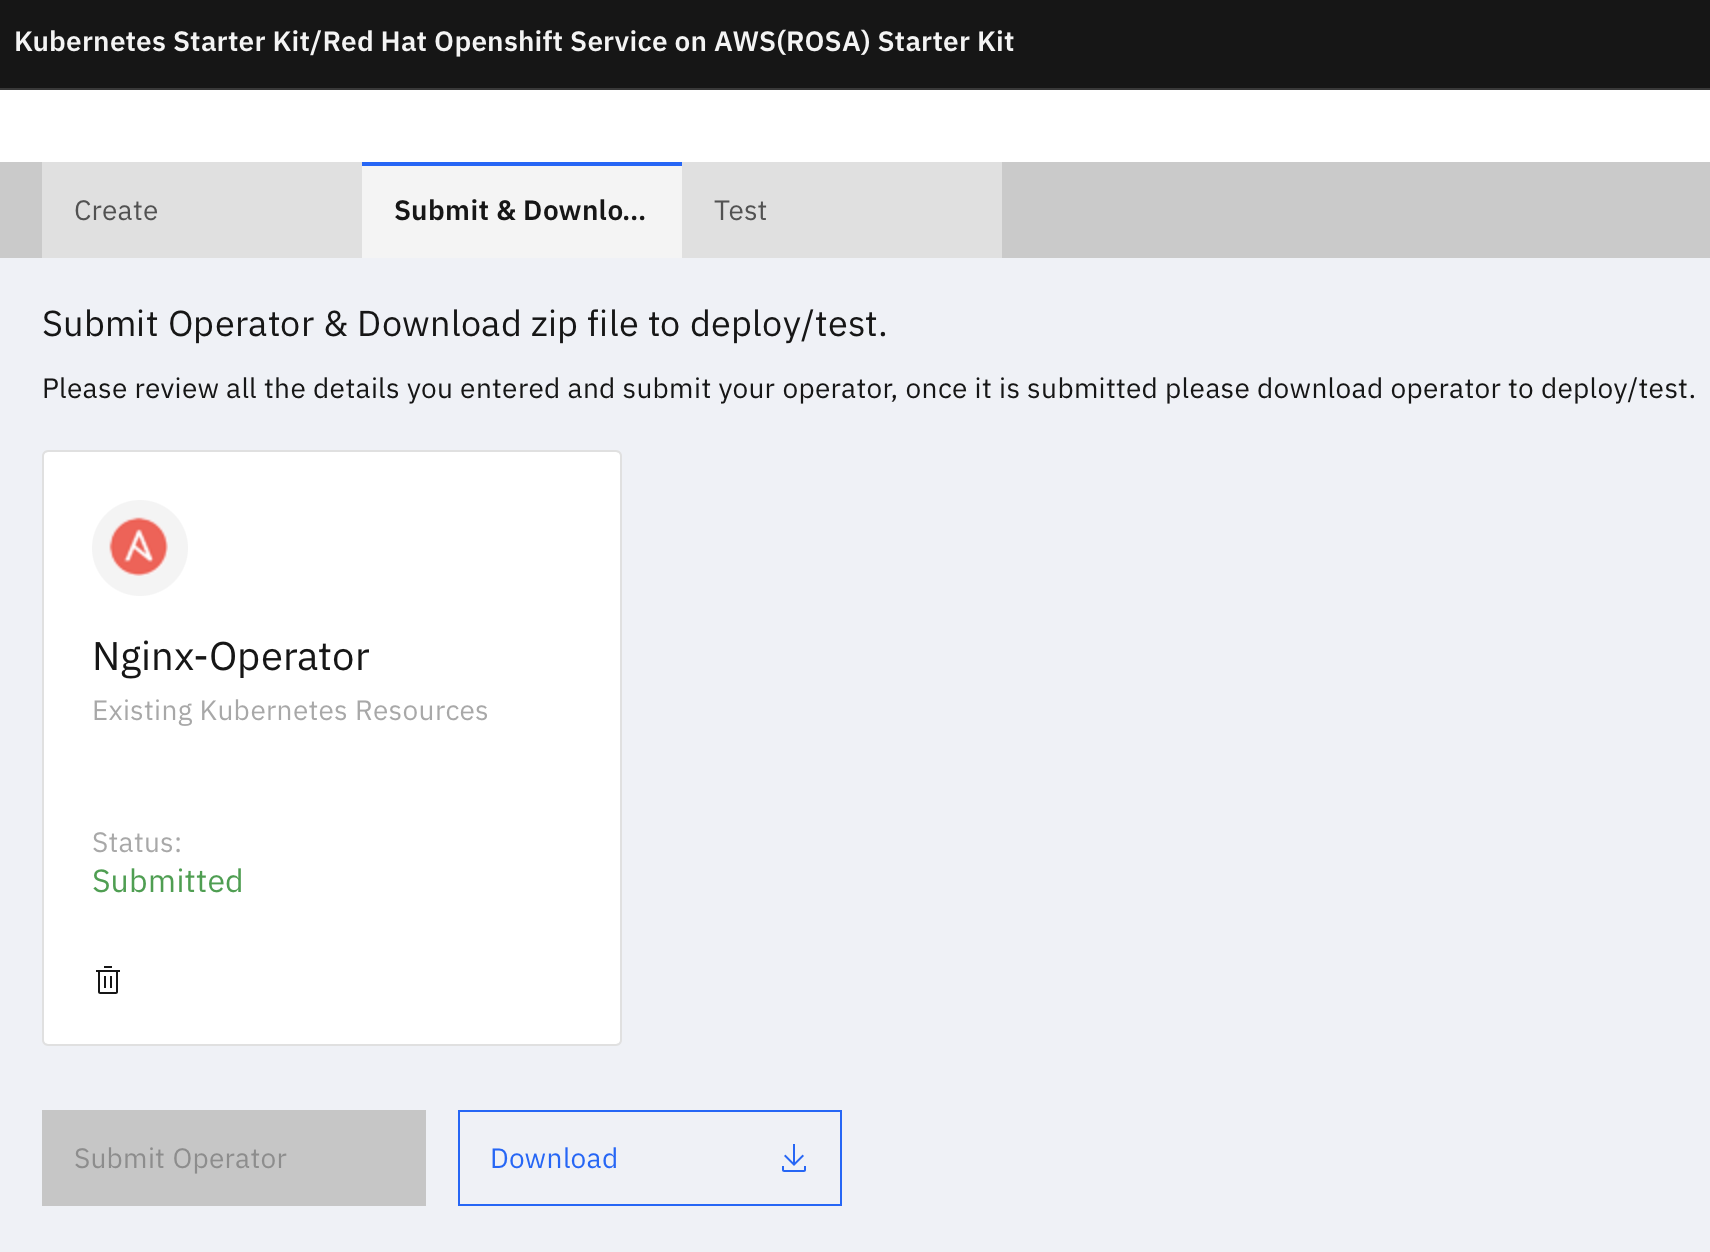 Kubernetes Starter Kit/Red Hat Openshift Service on AWS(ROSA) Starter Kit
Create
Submit & Downlo...
Test
Submit Operator & Download zip file to deploy/test.
Please review all the details you entered and submit your operator, once it is submitted please download operator to deploy/test.
Nginx-Operator
Existing Kubernetes Resources
Status:
Submitted
Submit Operator
Download